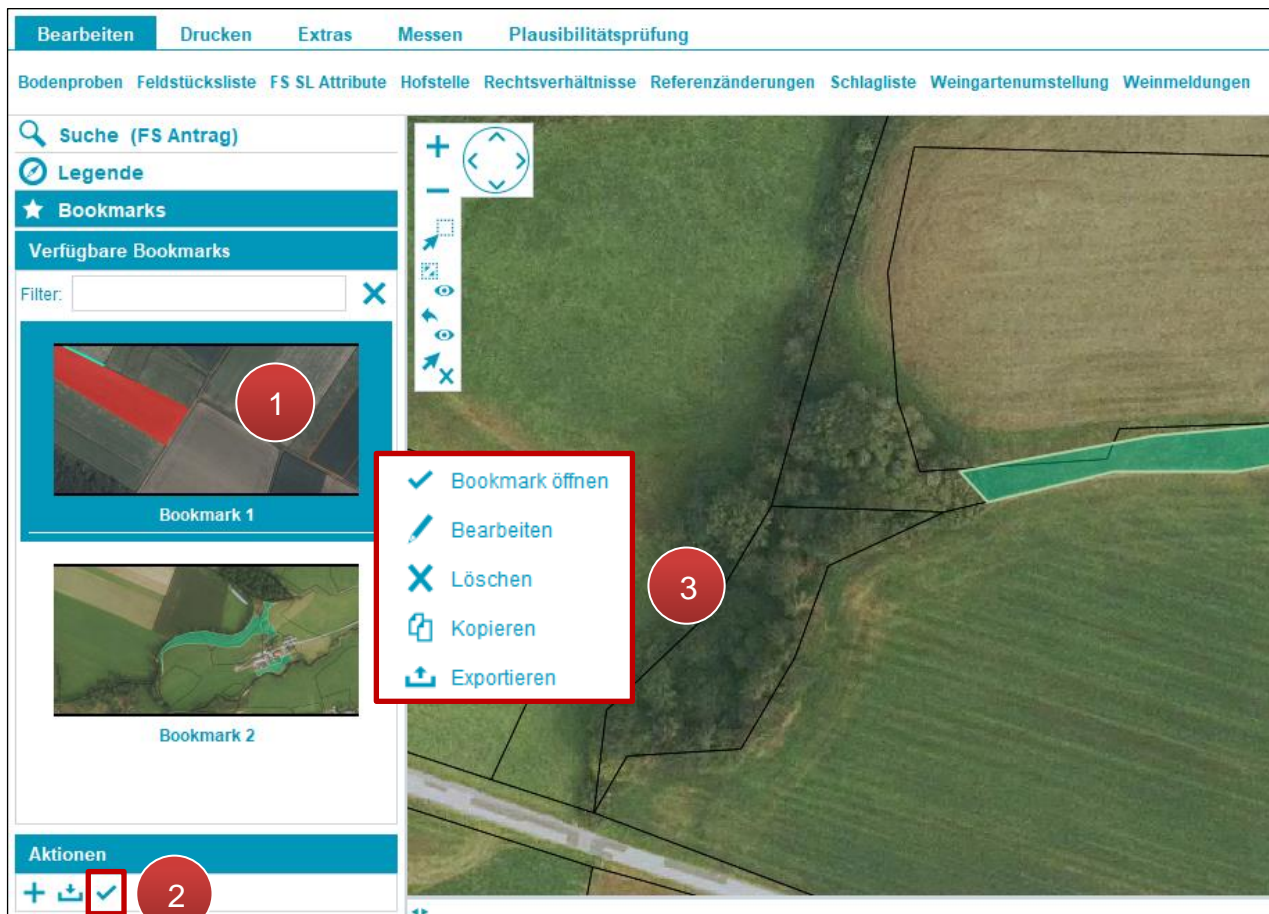 Bearbeiten Drucken Extras Messen Plausibilitätsprüfung
Bodenproben Feldstücksliste FS SL Attribute Hofstelle Rechtsverhältnisse Referenzänderungen Schlagliste Weingartenumstellung Weinmeldungen
Suche (FS Antrag)
Legende
Bookmarks
Verfügbare Bookmarks
Filter:
1
Bookmark 1
Bookmark öffnen
Bearbeiten
Löschen
Kopieren
Exportieren
3
Bookmark 2
Aktionen
2